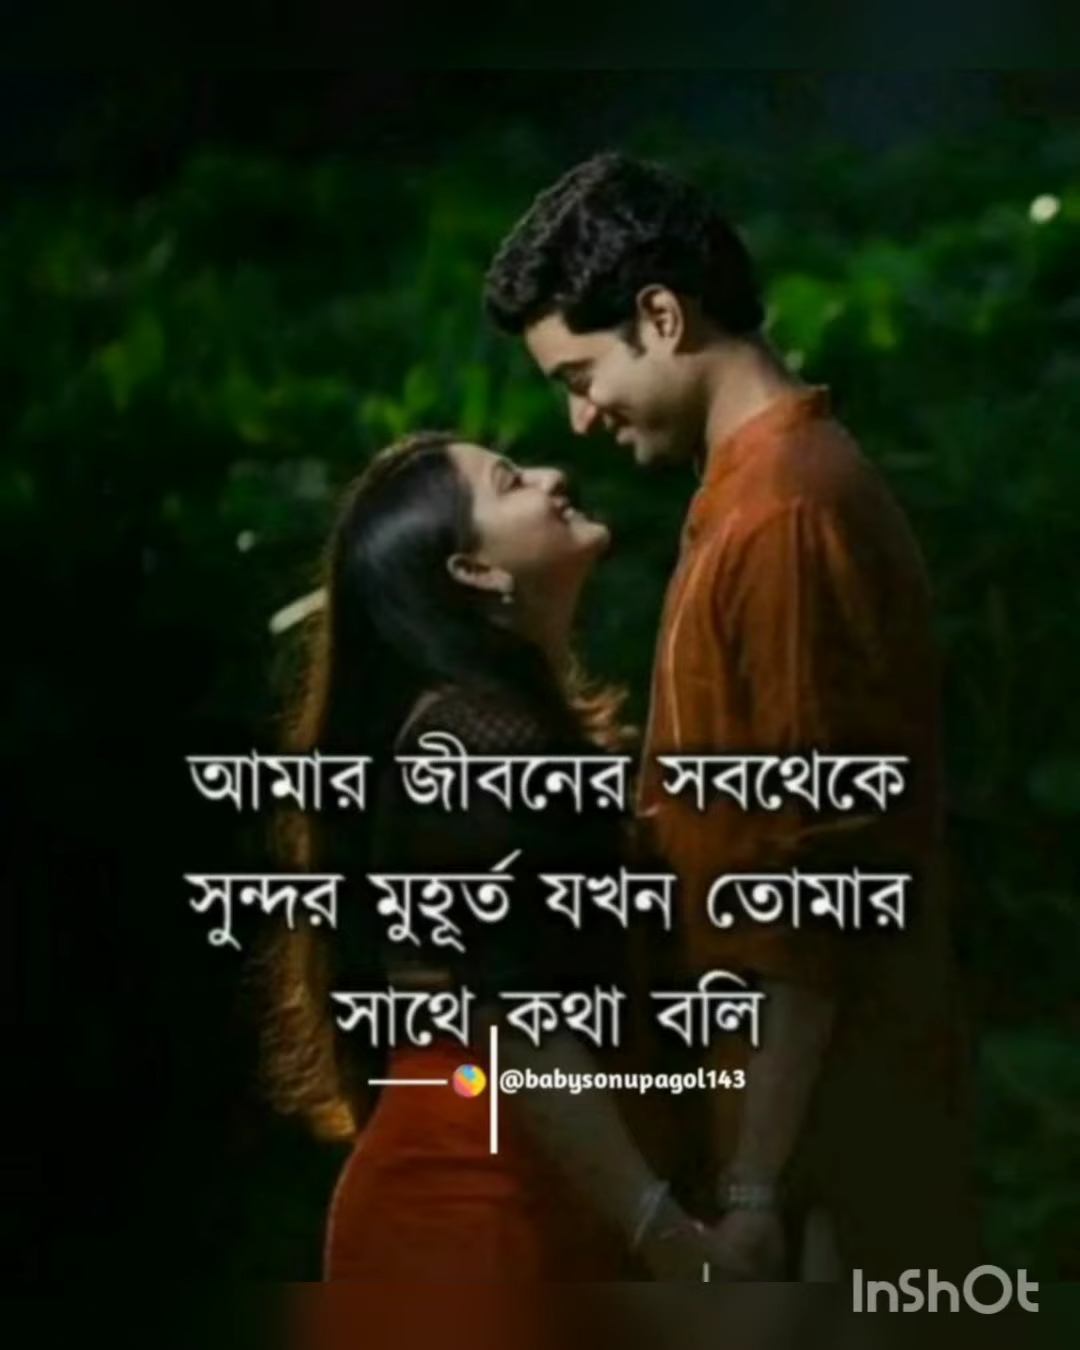 আমার জীবনের সবথেকে
সুন্দর মুহূর্ত যখন তোমার
সাথে কথা বলি
@babysonupagol143
InShOt